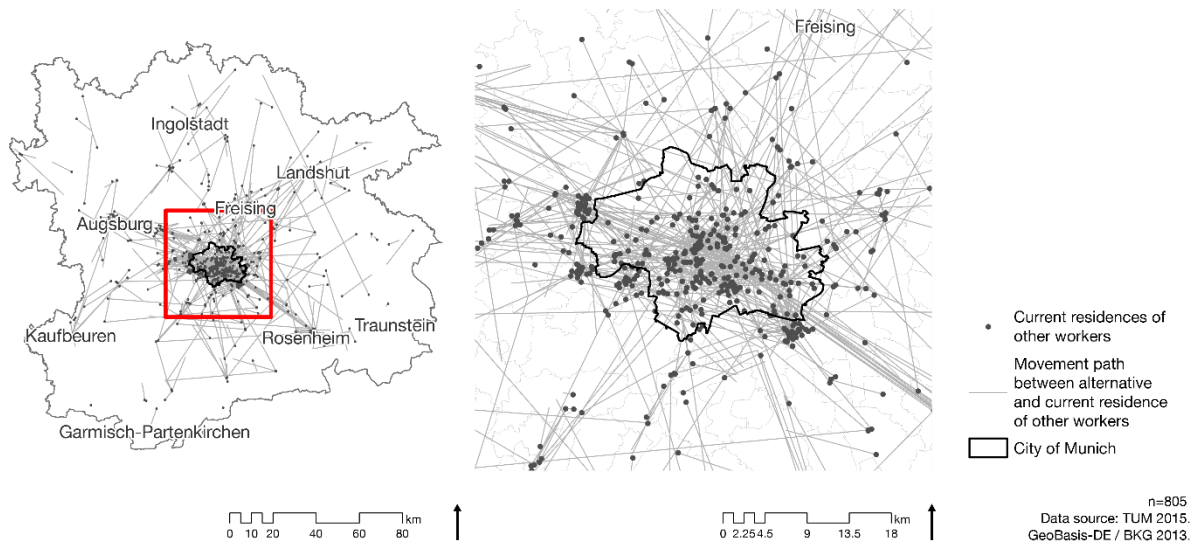 Ingolstadt
Landshut
Freising
Augsburg
Kaufbeuren
Rosenheim
Traunstein
Garmisch-Partenkirchen
0 10 20 40 60 80 km
Freising
0 2.25 4.5 9 13.5 18 km
Current residences of
other workers
Movement path
between alternative
and current residence
of other workers
City of Munich
n=805
Data source: TUM 2015.
GeoBasis-DE / BKG 2013.